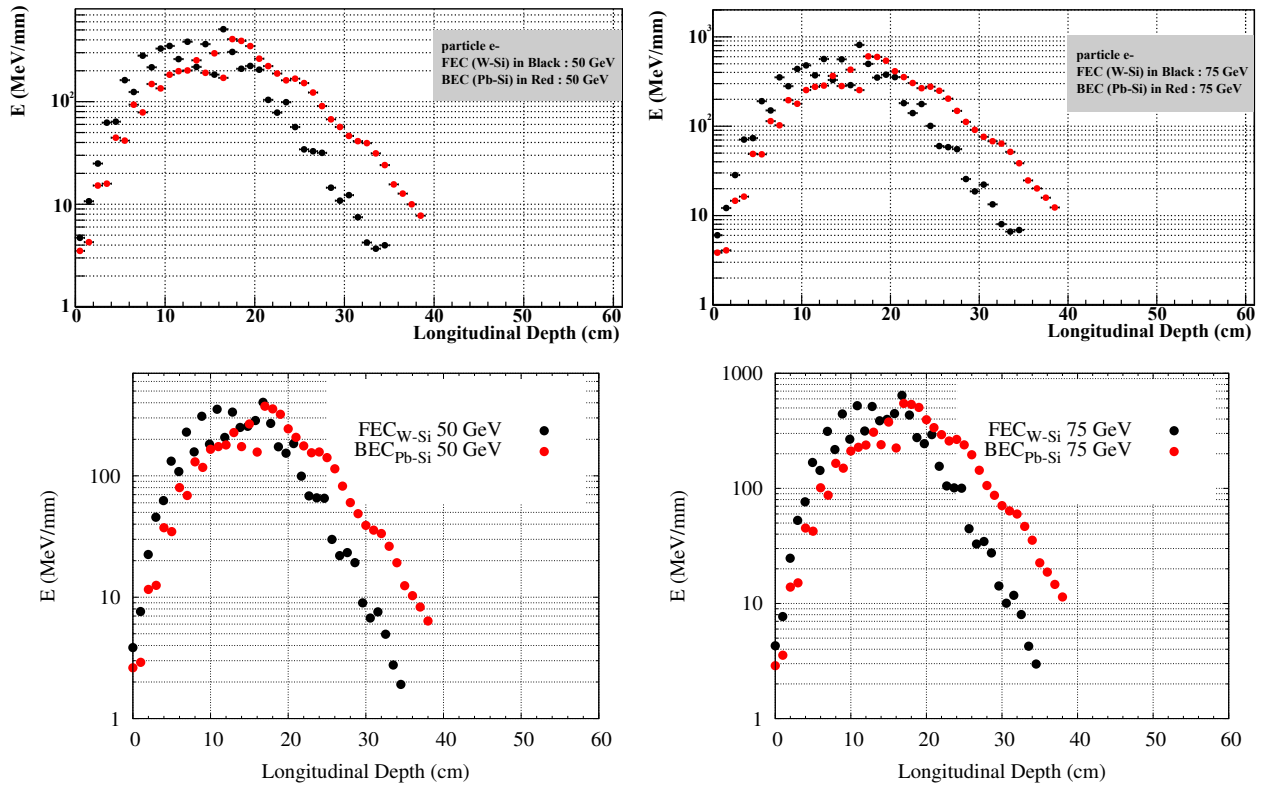 E (MeV/mm)
10²
10
1
particle e-
FEC (W-Si) in Black : 50 GeV
BEC (Pb-Si) in Red : 50 GeV
0 10 20 30 40 50 60
Longitudinal Depth (cm)
E (MeV/mm)
10³
10²
10
1
particle e-
FEC (W-Si) in Black : 75 GeV
BEC (Pb-Si) in Red : 75 GeV
0 10 20 30 40 50 60
Longitudinal Depth (cm)
E (MeV/mm)
100
10
1
FEC_W-Si 50 GeV
BEC_Pb-Si 50 GeV
0 10 20 30 40 50 60
Longitudinal Depth (cm)
E (MeV/mm)
1000
100
10
1
FEC_W-Si 75 GeV
BEC_Pb-Si 75 GeV
0 10 20 30 40 50 60
Longitudinal Depth (cm)